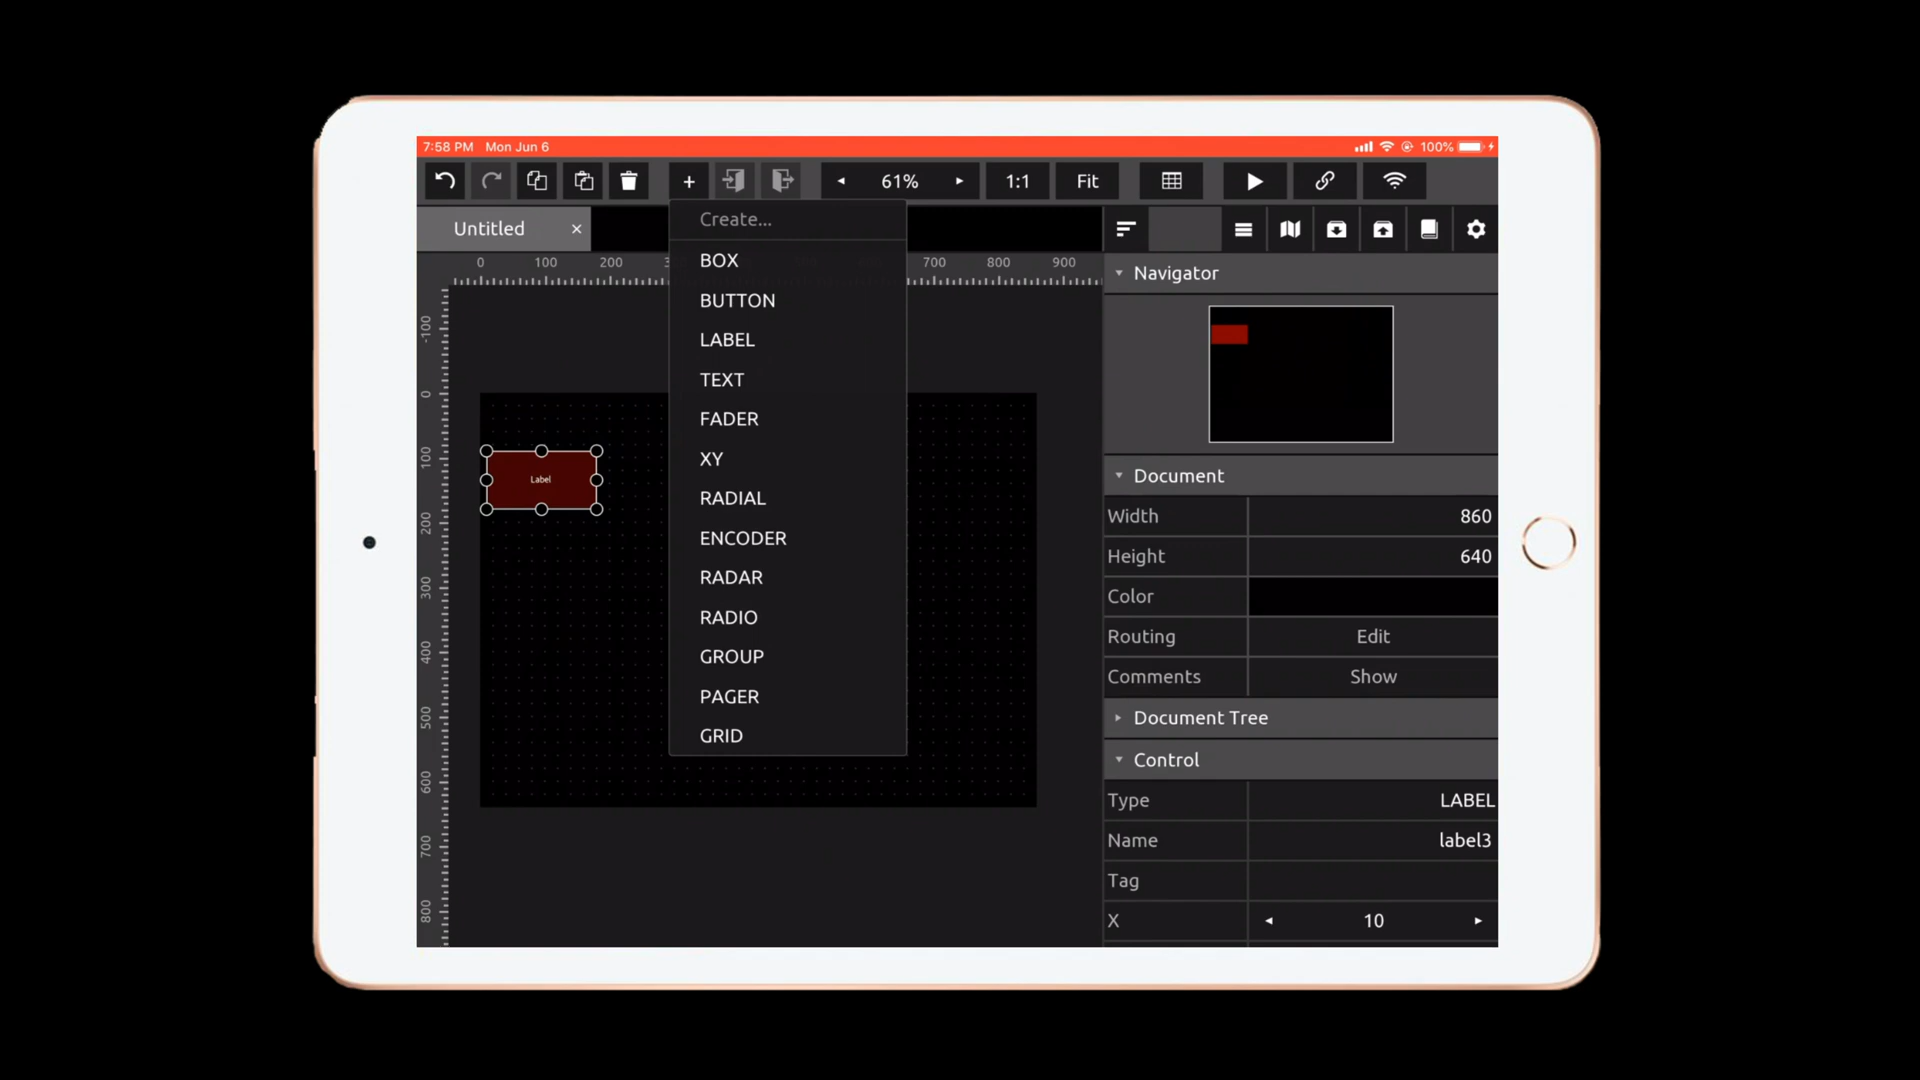 7:58 PM Mon Jun 6 100%
+ 61% 1:1 Fit
Untitled ×
0 100 200 700 800 900
-100
0
100
200
300
400
500
600
700
800
Label
Create...
BOX
BUTTON
LABEL
TEXT
FADER
XY
RADIAL
ENCODER
RADAR
RADIO
GROUP
PAGER
GRID
Navigator
Document
Width 860
Height 640
Color
Routing Edit
Comments Show
Document Tree
Control
Type LABEL
Name label3
Tag
X 10